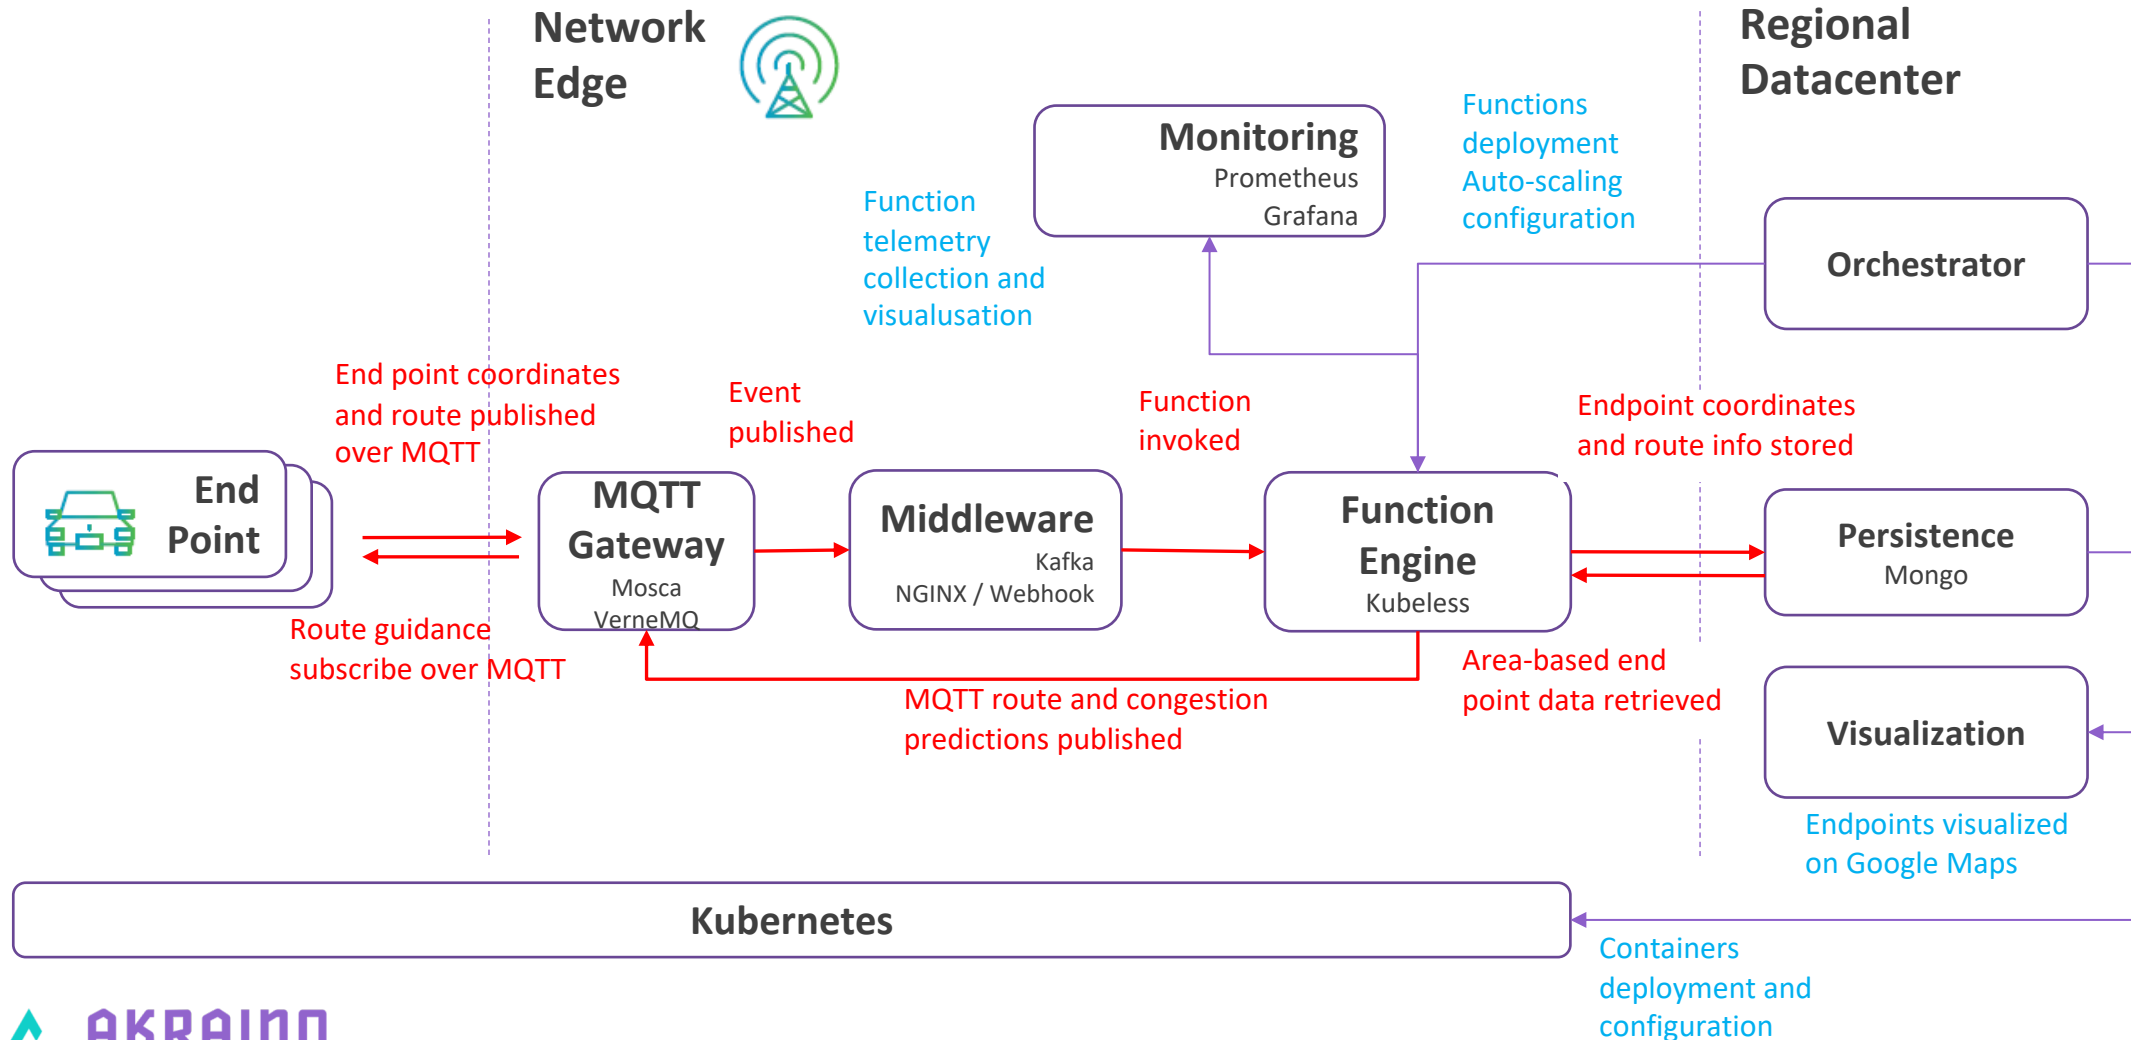 Network
Edge
Regional
Datacenter
Monitoring
Prometheus
Grafana
Functions
deployment
Auto-scaling
configuration
Function
telemetry
collection and
visualusation
Orchestrator
End point coordinates
and route published
over MQTT
Event
published
Function
invoked
Endpoint coordinates
and route info stored
End
Point
MQTT
Gateway
Mosca
VerneMQ
Middleware
Kafka
NGINX / Webhook
Function
Engine
Kubeless
Persistence
Mongo
Route guidance
subscribe over MQTT
MQTT route and congestion
predictions published
Area-based end
point data retrieved
Visualization
Endpoints visualized
on Google Maps
Kubernetes
Containers
deployment and
configuration
AKRAINO